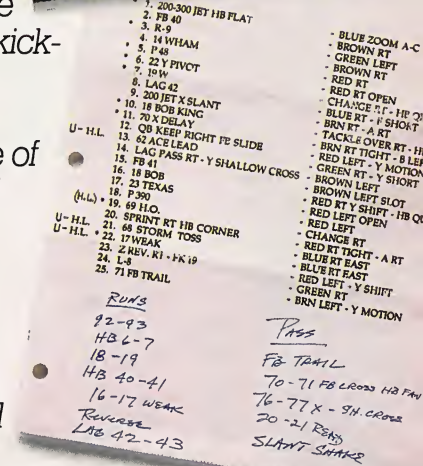 kick-
e of
1. 200-300 JET HB FLAT - BLUE ZOOM A-C
2. FB 40 - BROWN RT
• 3. R-9 - GREEN LEFT
4. 14 WHAM - BROWN RT
• 5. P 48 - RED RT
6. 22 Y PIVOT - RED RT OPEN
• 7. 19 W - CHANGE RT -
8. LAG 42 - BLUE RT - F SHORT
9. 200 JET X SLANT - BRN RT - A RT
• 10. 18 BOB KING - TACKLE OVER RT -
• 11. 70 X DELAY - BRN RT TIGHT -
U-H.L. 12. QB KEEP RIGHT FE SLIDE - RED LEFT - Y MOTION
13. 62 ACE LEAD - GREEN RT - Y SHORT
14. LAG PASS RT - Y SHALLOW CROSS - BROWN LEFT
15. FB 41 - BROWN LEFT SLOT
16. 18 BOB - RED RT Y SHIFT -
17. 23 TEXAS - RED LEFT OPEN
18. P 390 - RED LEFT
(H.L.) • 19. 69 H.O. - CHANGE RT
U-H.L. 20. SPRINT RT HB CORNER - RED RT TIGHT - A RT
U-H.L. • 21. 68 STORM TOSS - BLUE RT EAST
• 22. 17 WEAK - BLUE RT EAST
23. Z REV. RT - FK 19 - RED LEFT - Y SHIFT
24. L-8 - GREEN RT
25. 71 FB TRAIL - BRN LEFT - Y MOTION
RUNS
92-93
HB 6-7
18-19
HB 40-41
16-17 WEAK
REVERSE
LAG 42-43
PASS
FB TRAIL
70-71 FB CROSS HB FAN
76-77 X - SH. CROSS
20-21 READ
SLANT SHAKE